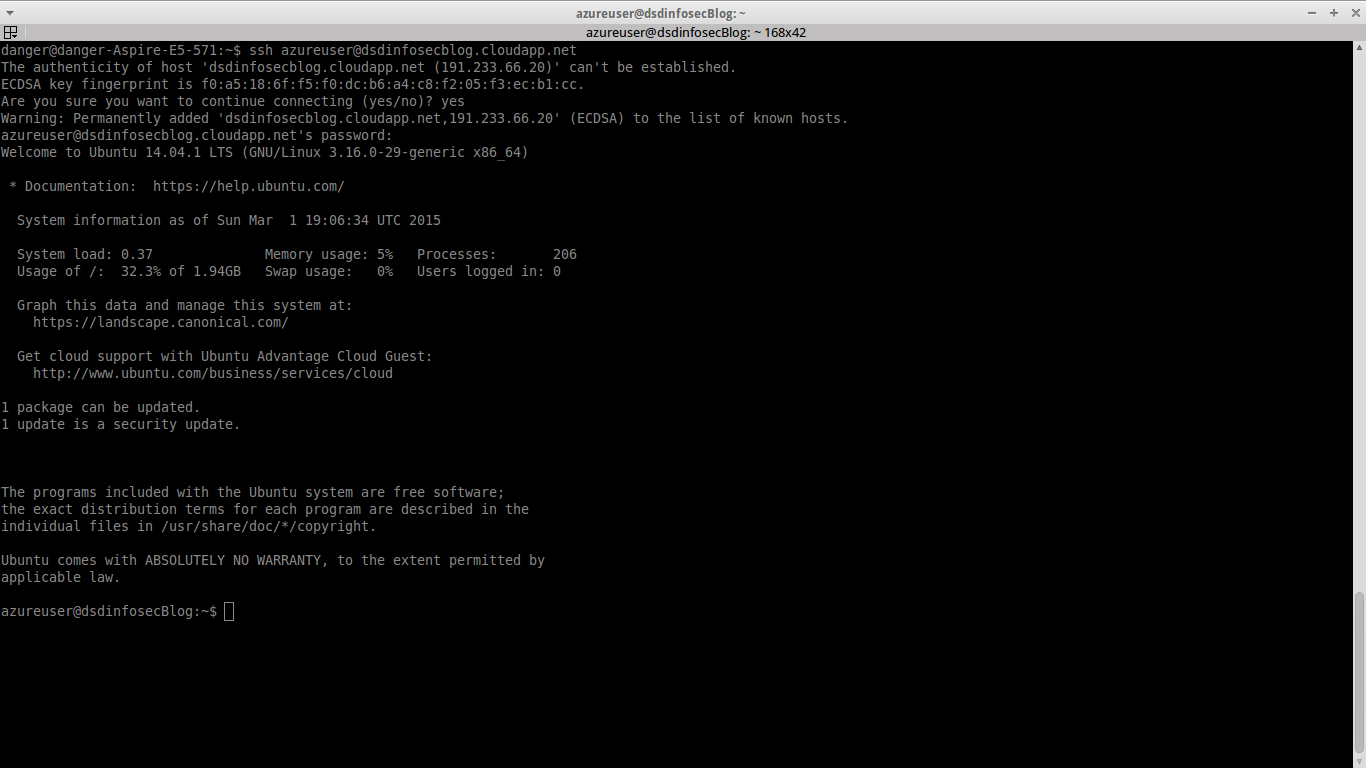 azureuser@dsdinfosecBlog: ~
azureuser@dsdinfosecBlog: ~ 168x42
danger@danger-Aspire-E5-571:~$ ssh azureuser@dsdinfosecblog.cloudapp.net
The authenticity of host 'dsdinfosecblog.cloudapp.net (191.233.66.20)' can't be established.
ECDSA key fingerprint is f0:a5:18:6f:f5:f0:dc:b6:a4:c8:f2:05:f3:ec:b1:cc.
Are you sure you want to continue connecting (yes/no)? yes
Warning: Permanently added 'dsdinfosecblog.cloudapp.net,191.233.66.20' (ECDSA) to the list of known hosts.
azureuser@dsdinfosecblog.cloudapp.net's password:
Welcome to Ubuntu 14.04.1 LTS (GNU/Linux 3.16.0-29-generic x86_64)

 * Documentation:  https://help.ubuntu.com/

  System information as of Sun Mar  1 19:06:34 UTC 2015

  System load: 0.37              Memory usage: 5%   Processes:       206
  Usage of /:  32.3% of 1.94GB   Swap usage:   0%   Users logged in: 0

  Graph this data and manage this system at:
    https://landscape.canonical.com/

  Get cloud support with Ubuntu Advantage Cloud Guest:
    http://www.ubuntu.com/business/services/cloud

1 package can be updated.
1 update is a security update.

The programs included with the Ubuntu system are free software;
the exact distribution terms for each program are described in the
individual files in /usr/share/doc/*/copyright.

Ubuntu comes with ABSOLUTELY NO WARRANTY, to the extent permitted by
applicable law.

azureuser@dsdinfosecBlog:~$